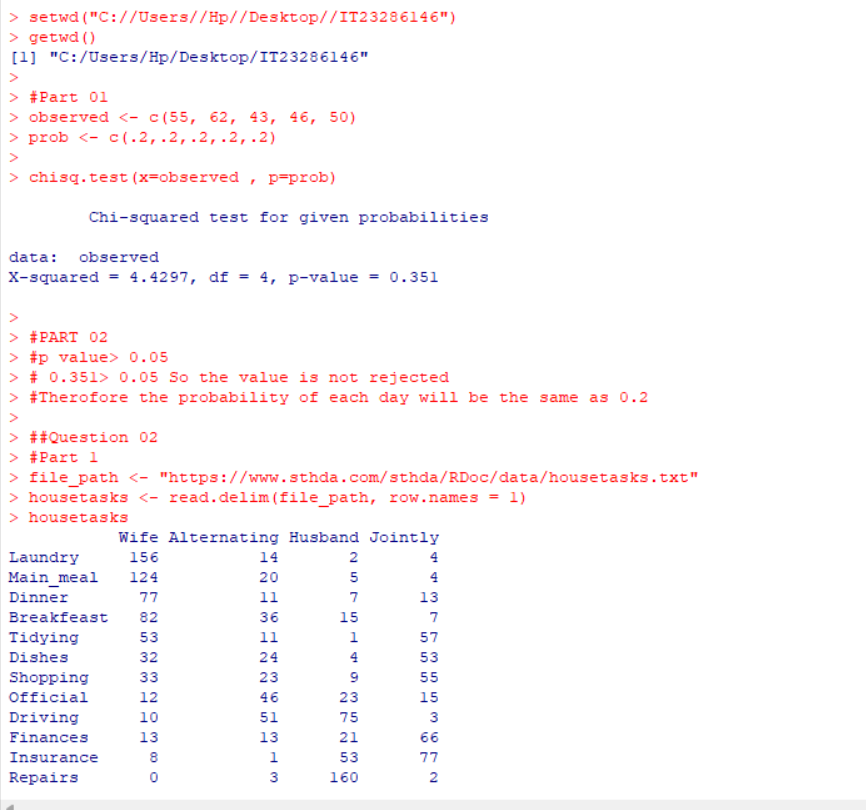 > setwd("C://Users//Hp//Desktop//IT23286146")
> getwd()
[1] "C:/Users/Hp/Desktop/IT23286146"
>
> #Part 01
> observed <- c(55, 62, 43, 46, 50)
> prob <- c(.2,.2,.2,.2,.2)
>
> chisq.test(x=observed , p=prob)
Chi-squared test for given probabilities
data:  observed
X-squared = 4.4297, df = 4, p-value = 0.351
>
> #PART 02
> #p value> 0.05
> # 0.351> 0.05 So the value is not rejected
> #Therofore the probability of each day will be the same as 0.2
>
> ##Question 02
> #Part 1
> file_path <- "https://www.sthda.com/sthda/RDoc/data/housetasks.txt"
> housetasks <- read.delim(file_path, row.names = 1)
> housetasks
           Wife Alternating Husband Jointly
Laundry     156          14       2       4
Main_meal   124          20       5       4
Dinner       77          11       7      13
Breakfeast   82          36      15       7
Tidying      53          11       1      57
Dishes       32          24       4      53
Shopping     33          23       9      55
Official     12          46      23      15
Driving      10          51      75       3
Finances     13          13      21      66
Insurance     8           1      53      77
Repairs       0           3     160       2